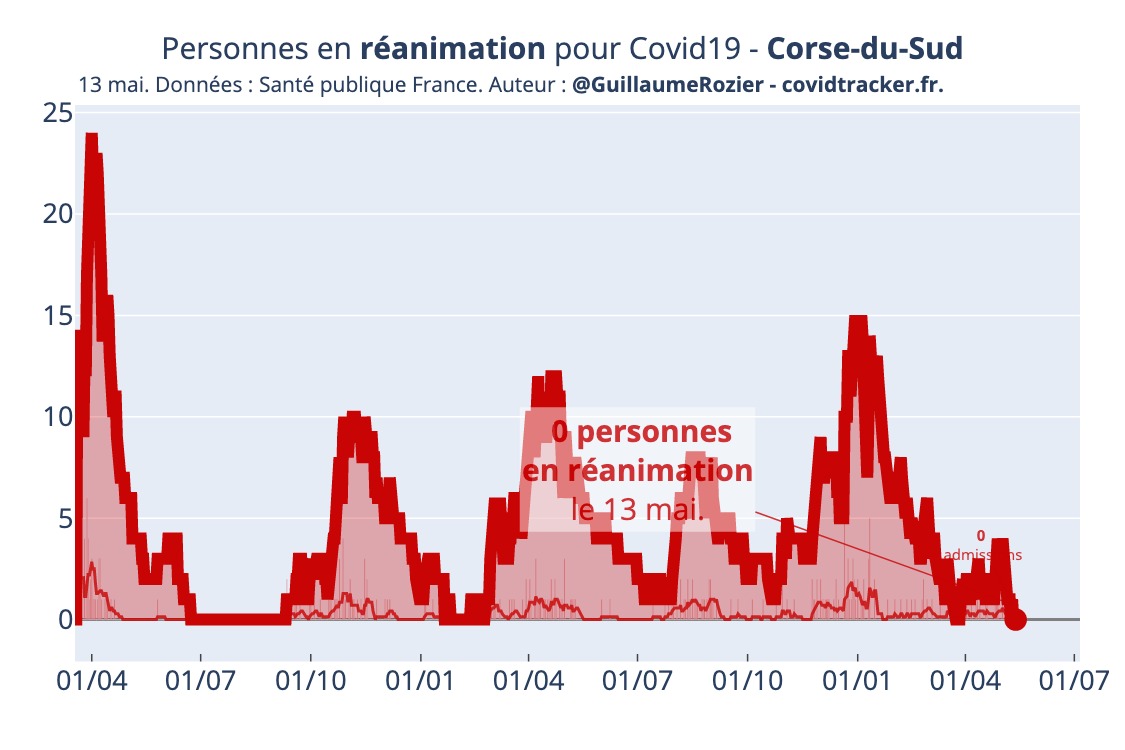 Personnes en réanimation pour Covid19 - Corse-du-Sud
13 mai. Données : Santé publique France. Auteur : @GuillaumeRozier - covidtracker.fr.
25
20
15
10
5
0
0 personnes
en réanimation
le 13 mai.
0
admissions
01/04 01/07 01/10 01/01 01/04 01/07 01/10 01/01 01/04 01/07